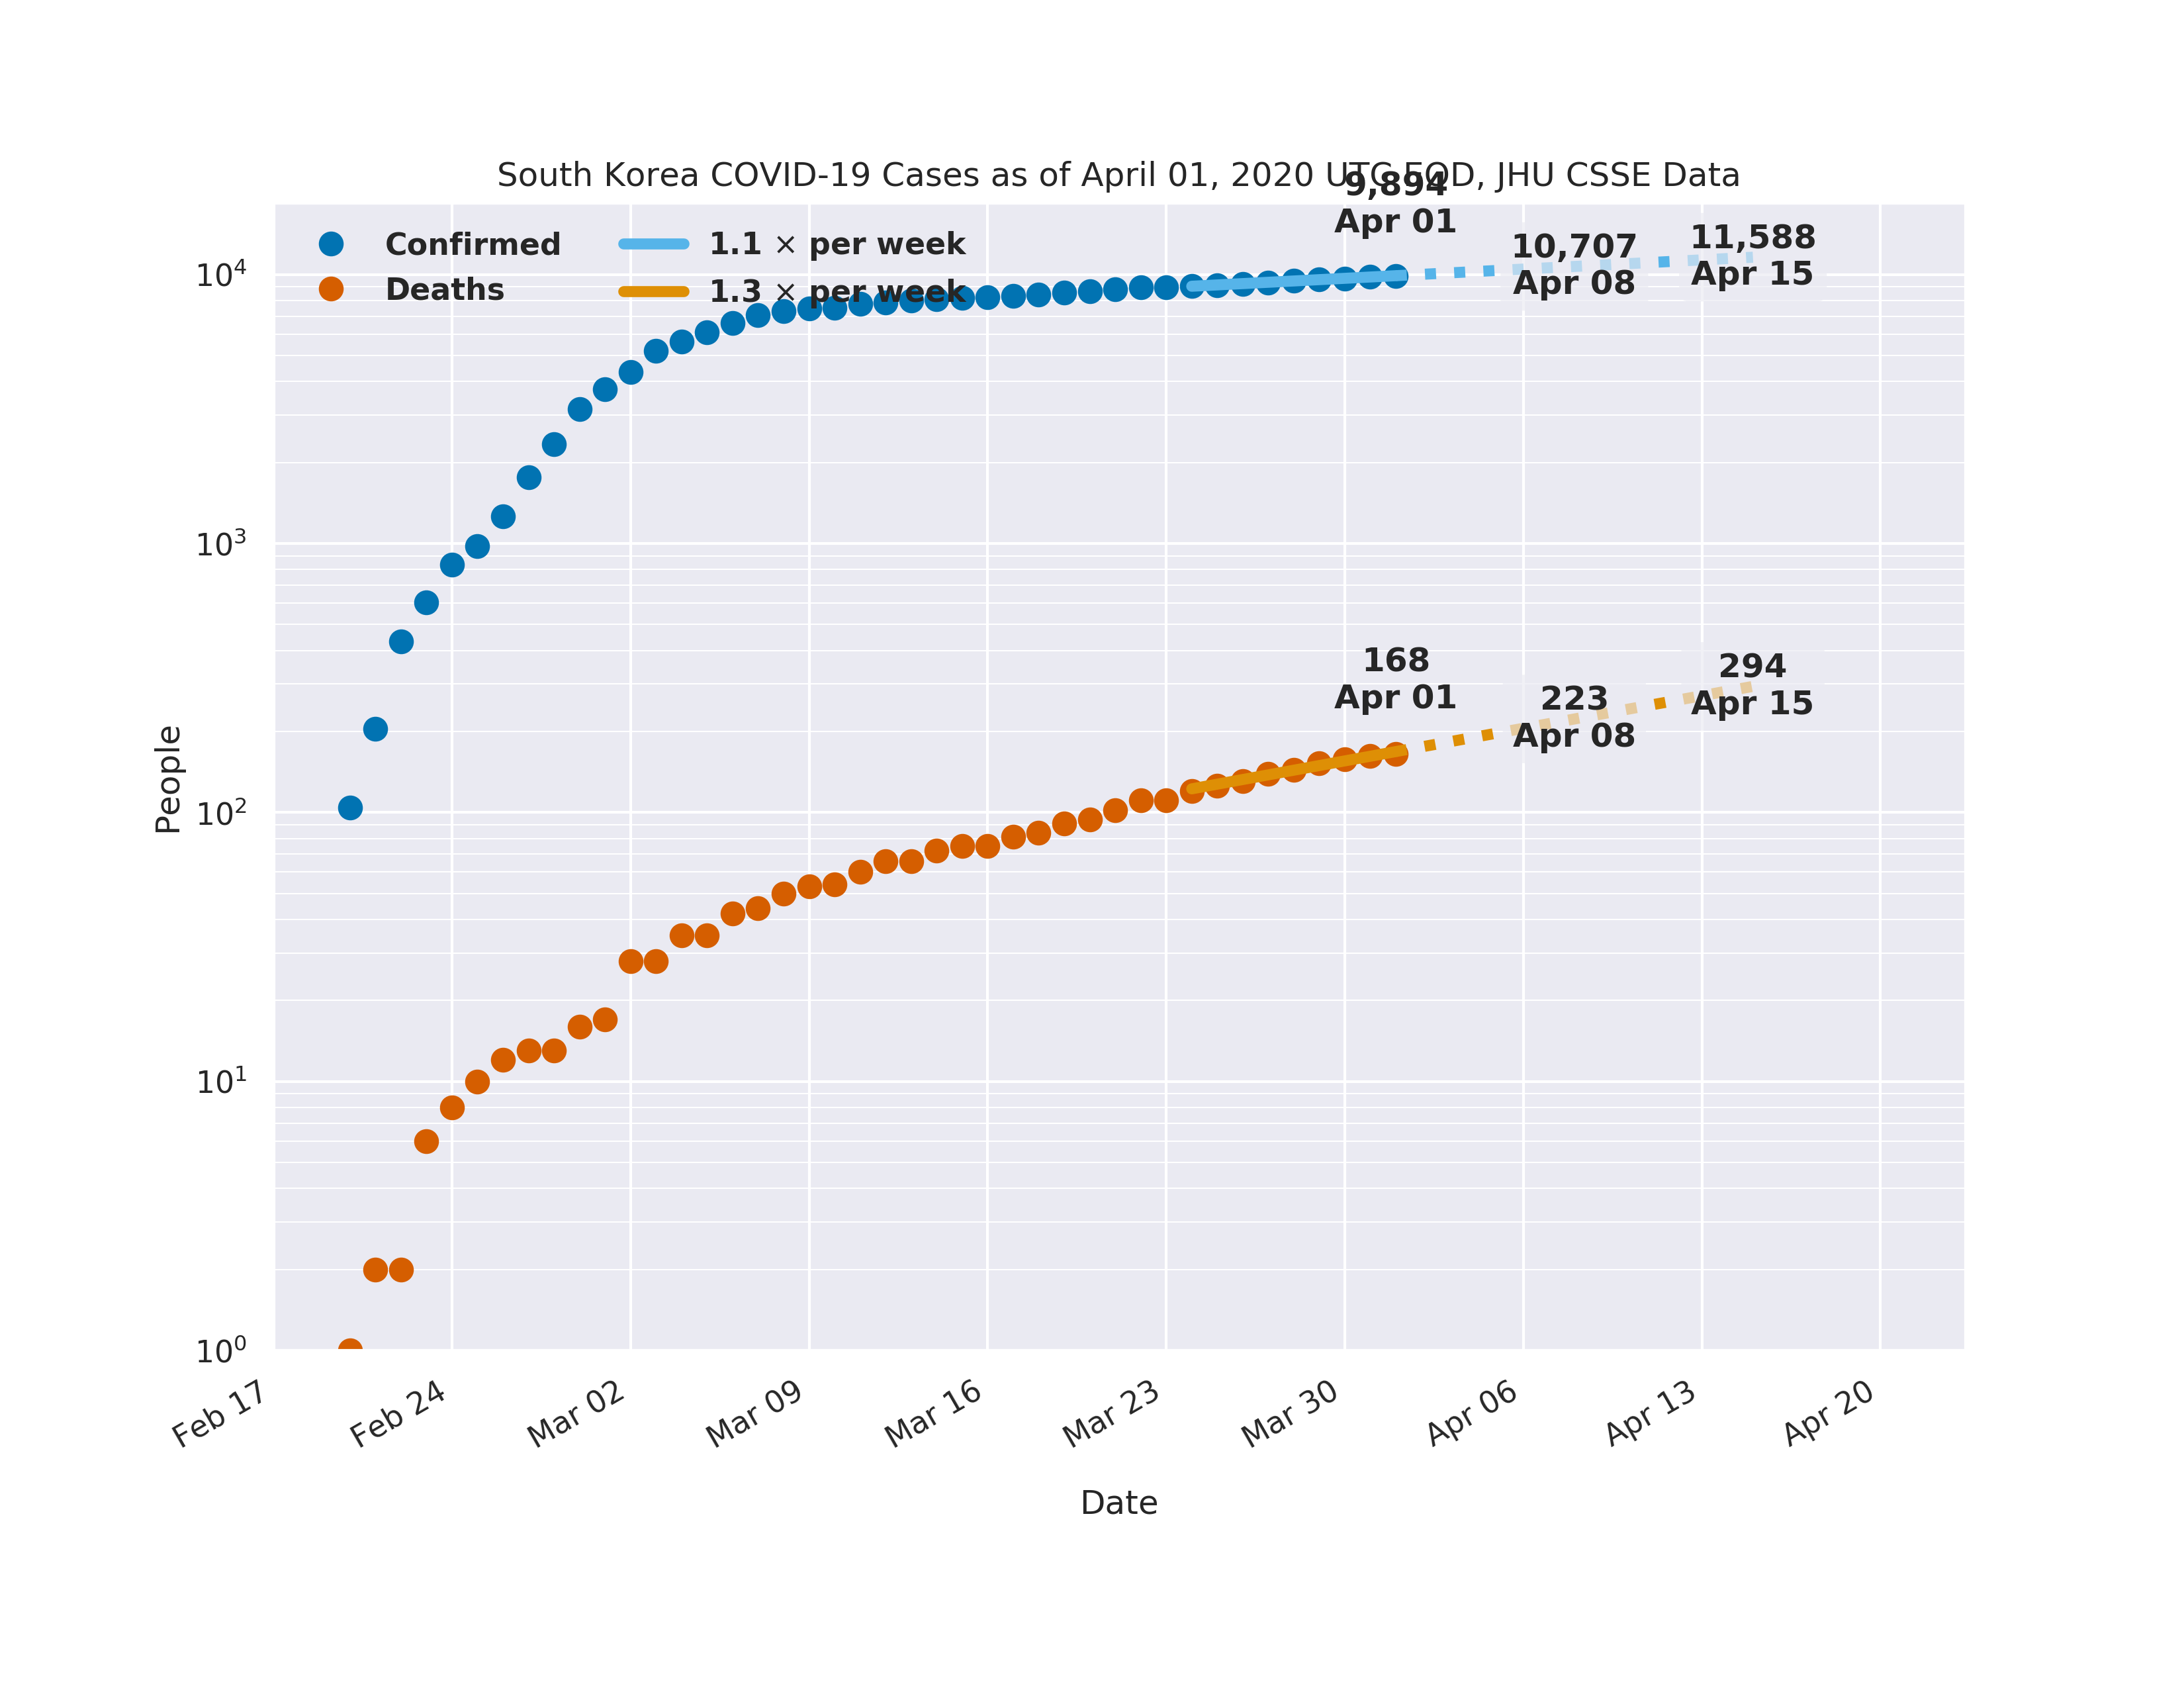 South Korea COVID-19 Cases as of April 01, 2020 UTC EOD, JHU CSSE Data
9,894
Apr 01
10,707
Apr 08
11,588
Apr 15
Confirmed
Deaths
1.1 × per week
1.3 × per week
168
Apr 01
223
Apr 08
294
Apr 15
People
10⁴
10³
10²
10¹
10⁰
Feb 17
Feb 24
Mar 02
Mar 09
Mar 16
Mar 23
Mar 30
Apr 06
Apr 13
Apr 20
Date